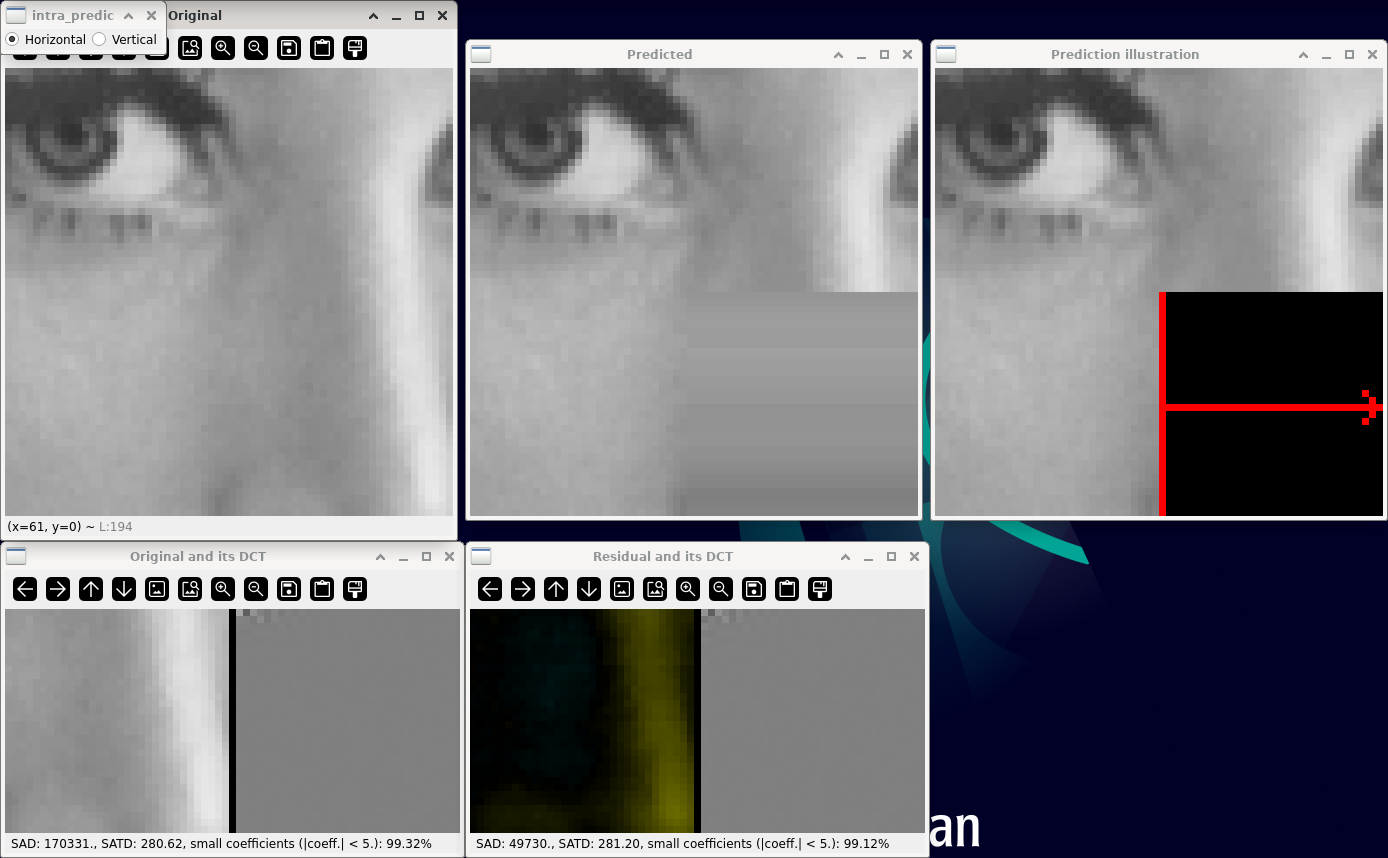 intra_predic
Original
Horizontal Vertical
Predicted
Prediction illustration
(x=61, y=0) ~ L:194
Original and its DCT
Residual and its DCT
SAD: 170331., SATD: 280.62, small coefficients (|coeff.| < 5.): 99.32%
SAD: 49730., SATD: 281.20, small coefficients (|coeff.| < 5.): 99.12%
an